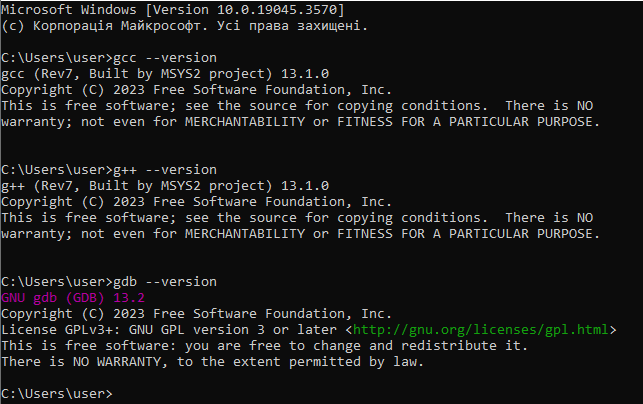 Microsoft Windows [Version 10.0.19045.3570]
(c) Корпорація Майкрософт. Усі права захищені.
C:\Users\user>gcc --version
gcc (Rev7, Built by MSYS2 project) 13.1.0
Copyright (C) 2023 Free Software Foundation, Inc.
This is free software; see the source for copying conditions.  There is NO
warranty; not even for MERCHANTABILITY or FITNESS FOR A PARTICULAR PURPOSE.
C:\Users\user>g++ --version
g++ (Rev7, Built by MSYS2 project) 13.1.0
Copyright (C) 2023 Free Software Foundation, Inc.
This is free software; see the source for copying conditions.  There is NO
warranty; not even for MERCHANTABILITY or FITNESS FOR A PARTICULAR PURPOSE.
C:\Users\user>gdb --version
GNU gdb (GDB) 13.2
Copyright (C) 2023 Free Software Foundation, Inc.
License GPLv3+: GNU GPL version 3 or later <http://gnu.org/licenses/gpl.html>
This is free software: you are free to change and redistribute it.
There is NO WARRANTY, to the extent permitted by law.
C:\Users\user>